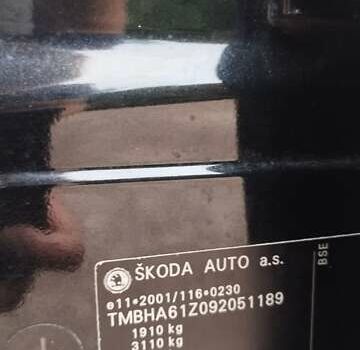 ŠKODA AUTO a.s.
e11*2001/116*0230
TMBHA61Z092051189
1910 kg
3110 kg
BSE